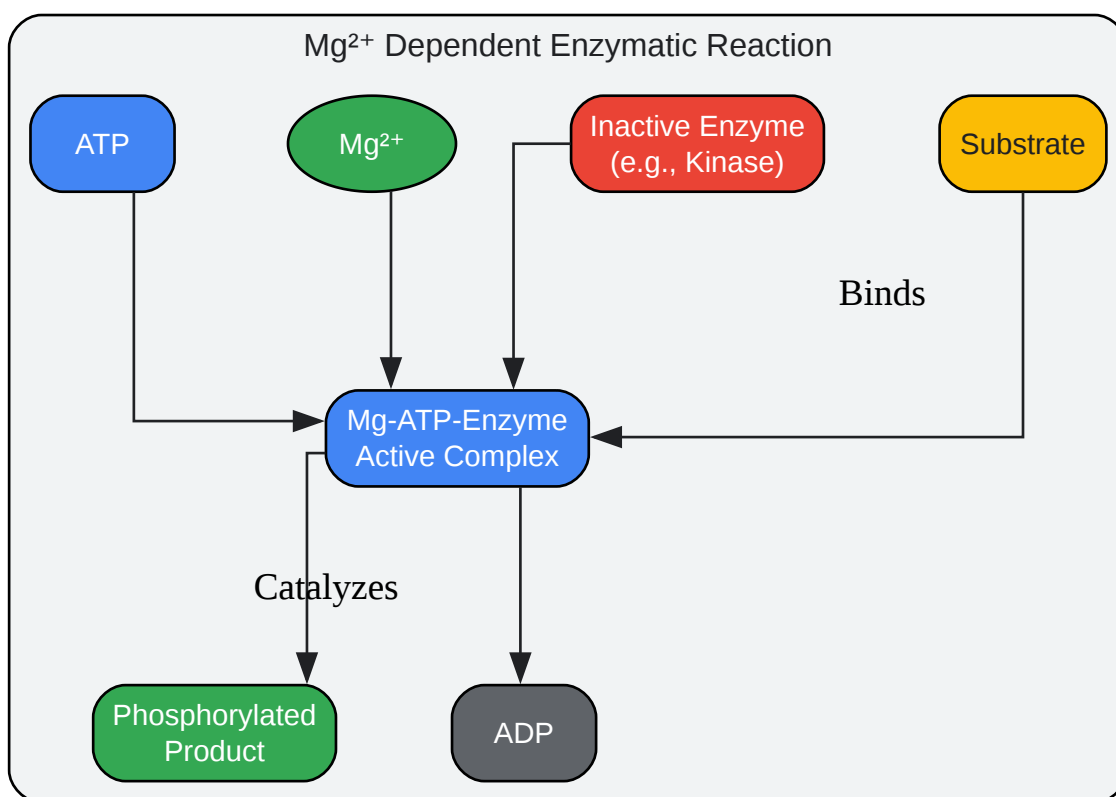 Mg²⁺ Dependent Enzymatic Reaction
ATP
Mg²⁺
Inactive Enzyme
(e.g., Kinase)
Substrate
Binds
Mg-ATP-Enzyme
Active Complex
Catalyzes
Phosphorylated
Product
ADP